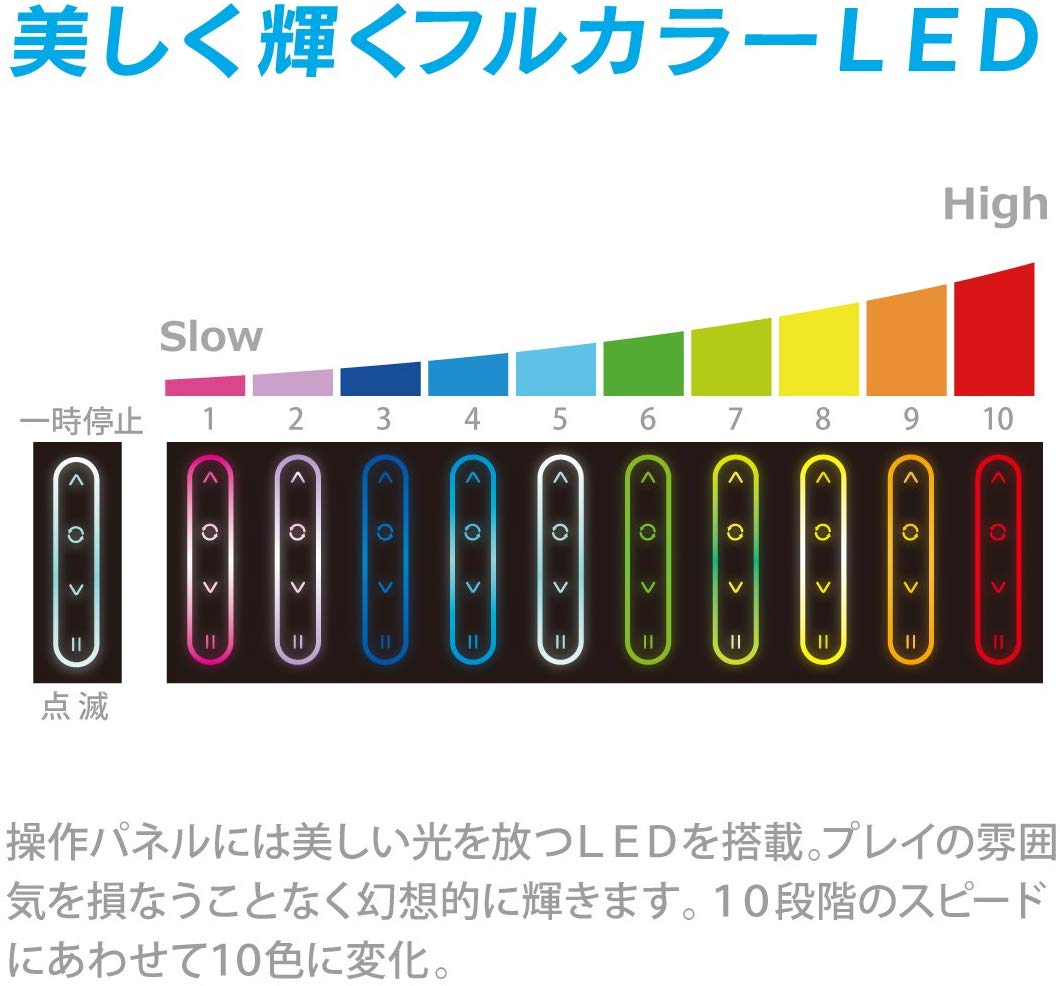 美しく輝くフルカラーLED
High
Slow
一時停止 1 2 3 4 5 6 7 8 9 10
点滅
操作パネルには美しい光を放つLEDを搭載。プレイの雰囲
気を損なうことなく幻想的に輝きます。10段階のスピード
にあわせて10色に変化。